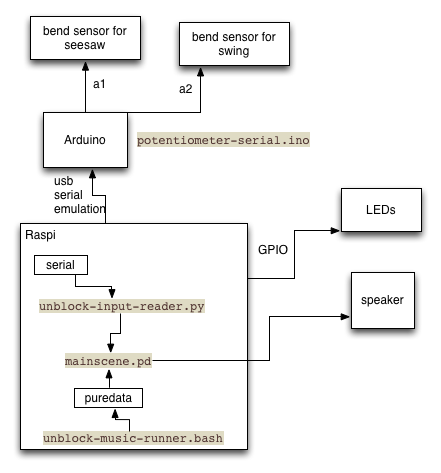 bend sensor for
seesaw
bend sensor for
swing
a1
a2
Arduino
potentiometer-serial.ino
usb
serial
emulation
Raspi
LEDs
GPIO
serial
speaker
unblock-input-reader.py
mainscene.pd
puredata
unblock-music-runner.bash